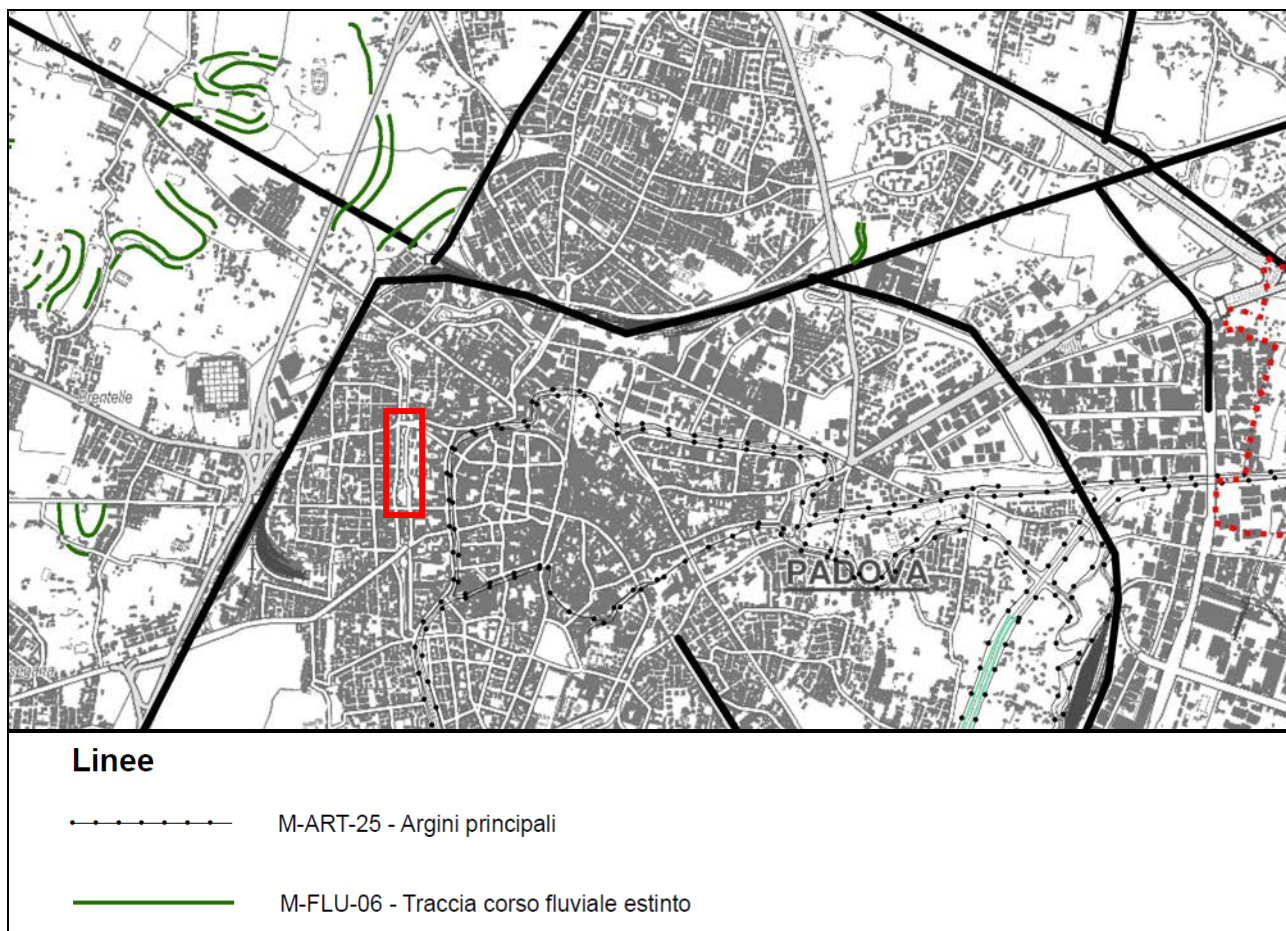 Brentelle
PADOVA
Linee
M-ART-25 - Argini principali
M-FLU-06 - Traccia corso fluviale estinto